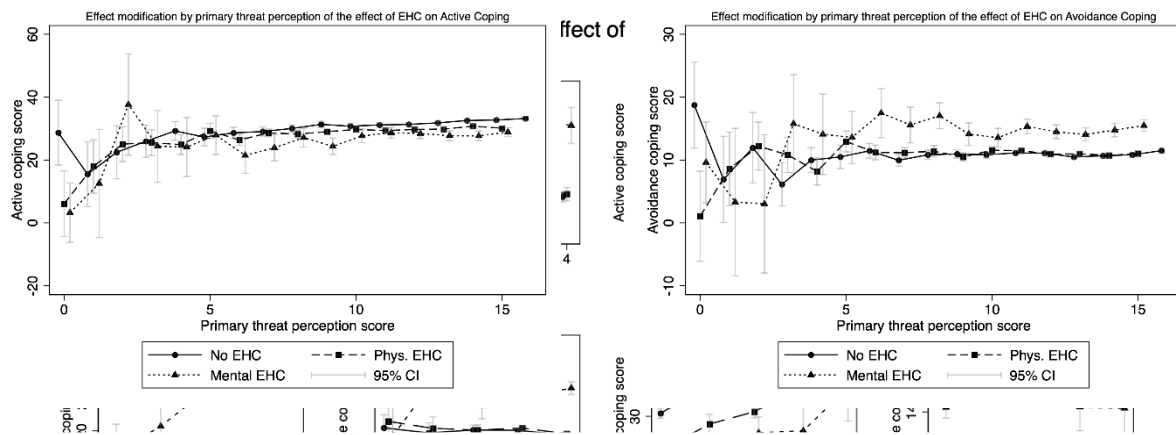 Effect modification by primary threat perception of the effect of EHC on Active Coping
60
40
20
0
-20
Active coping score
0 5 10 15
Primary threat perception score
No EHC
Phys. EHC
Mental EHC
95% CI
ffect of
4
Active coping score
Effect modification by primary threat perception of the effect of EHC on Avoidance Coping
30
20
10
0
-10
Avoidance coping score
0 5 10 15
Primary threat perception score
No EHC
Phys. EHC
Mental EHC
95% CI
coping score
30
e co
14